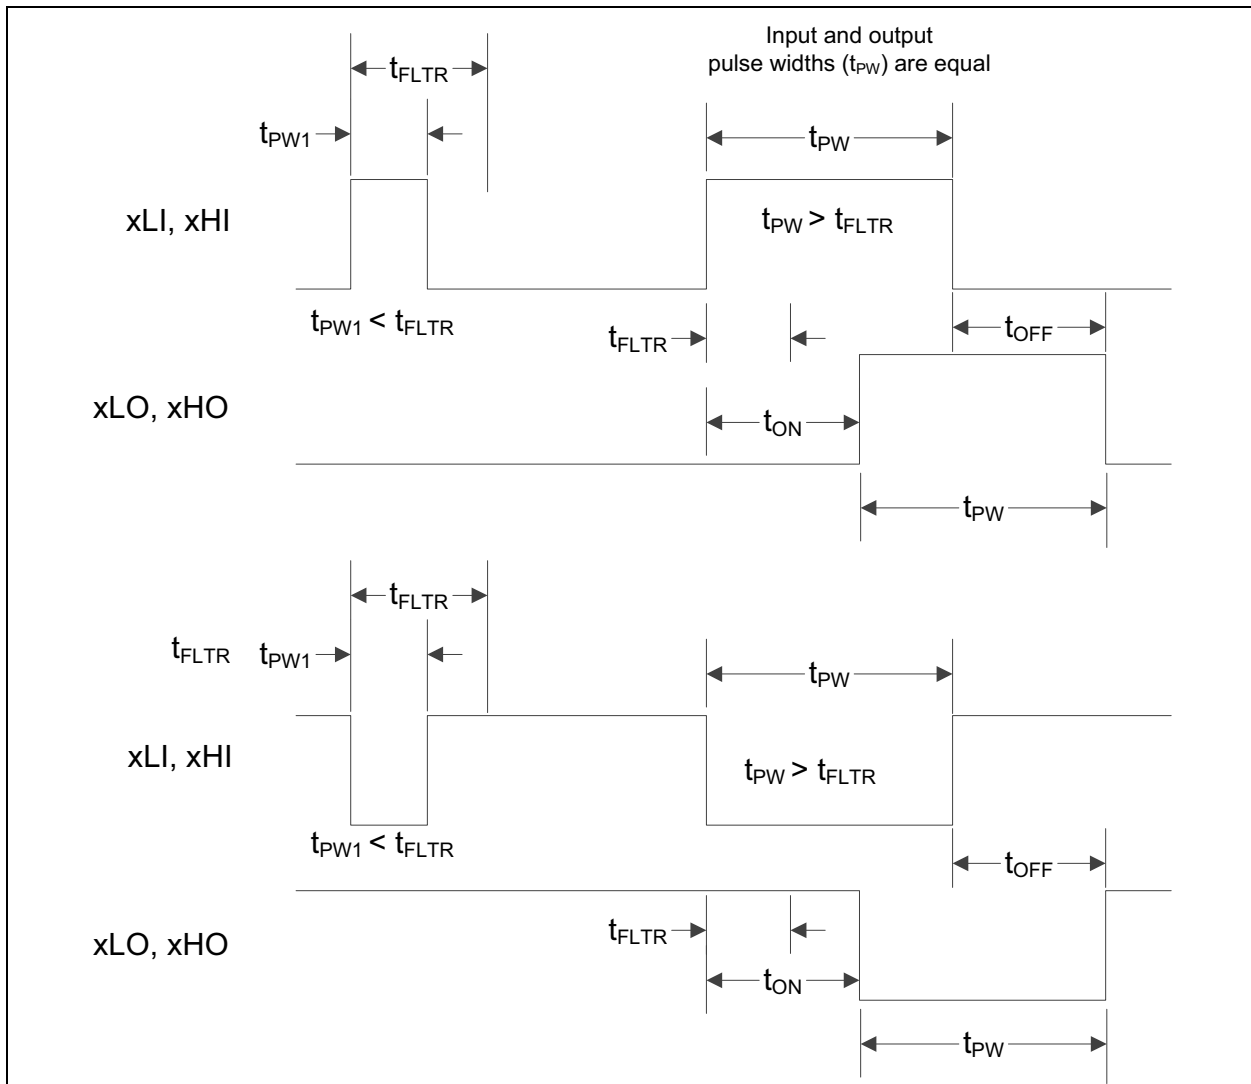 Input and output
pulse widths (tPW) are equal
tFLTR
tPW1
tPW
xLI, xHI
tPW > tFLTR
tPW1 < tFLTR
tFLTR
tOFF
xLO, xHO
tON
tPW
tFLTR
tFLTR
tPW1
tPW
xLI, xHI
tPW > tFLTR
tPW1 < tFLTR
tOFF
xLO, xHO
tFLTR
tON
tPW